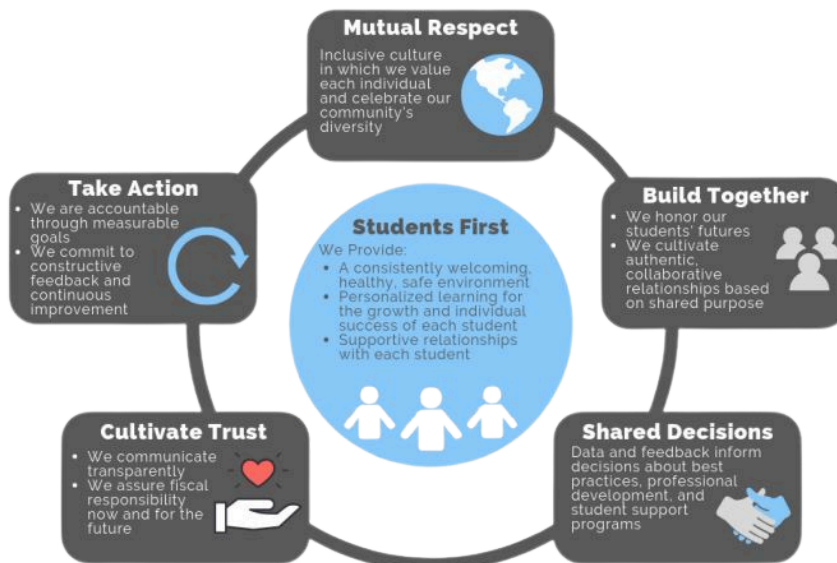 Mutual Respect
Inclusive culture
in which we value
each individual
and celebrate our
community's
diversity
Take Action
• We are accountable
through measurable
goals
• We commit to
constructive
feedback and
continuous
improvement
Students First
We Provide:
• A consistently welcoming,
healthy, safe environment
• Personalized learning for
the growth and individual
success of each student
• Supportive relationships
with each student
Build Together
• We honor our
students' futures
• We cultivate
authentic,
collaborative
relationships based
on shared purpose
Cultivate Trust
• We communicate
transparently
• We assure fiscal
responsibility
now and for the
future
Shared Decisions
Data and feedback inform
decisions about best
practices, professional
development, and
student support
programs